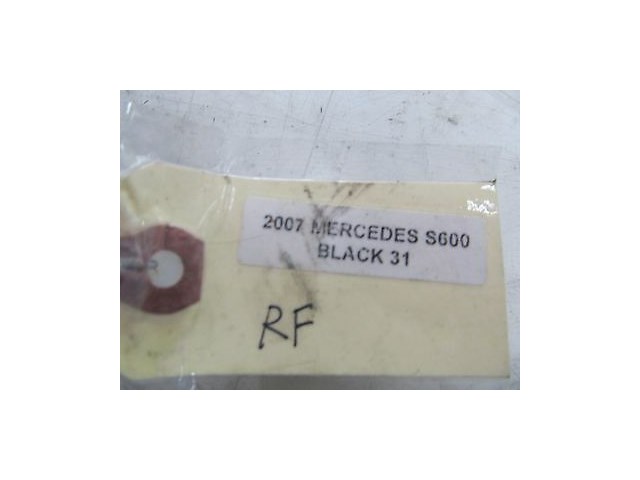 2007 MERCEDES S600
BLACK 31
RF